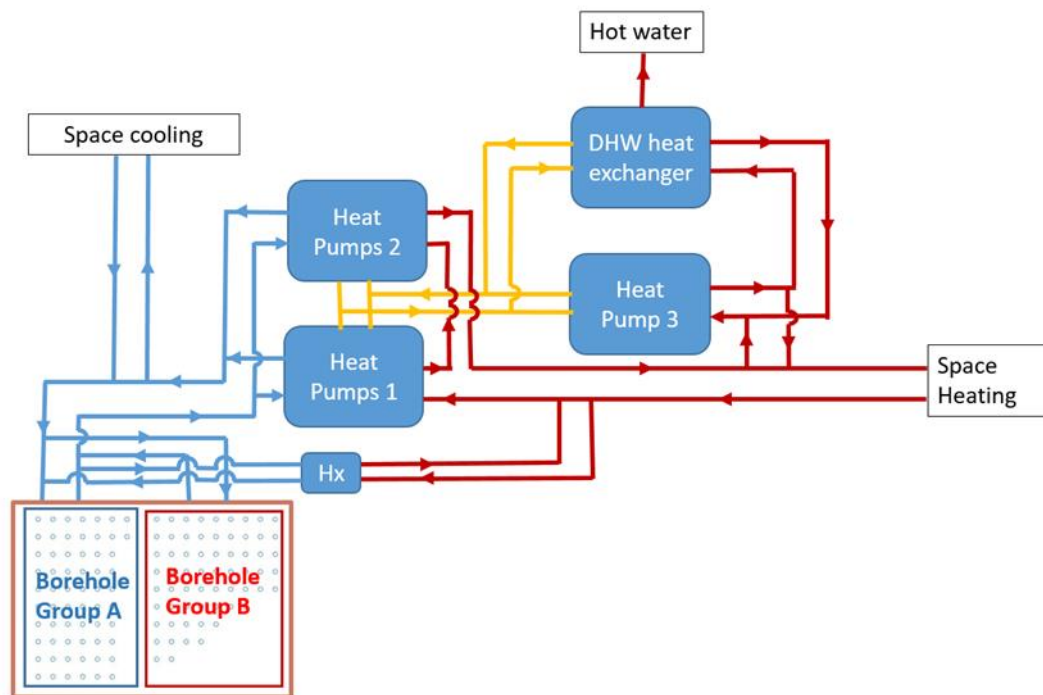 Hot water
Space cooling
DHW heat
exchanger
Heat
Pumps 2
Heat
Pump 3
Heat
Pumps 1
Space
Heating
Hx
Borehole
Group A
Borehole
Group B